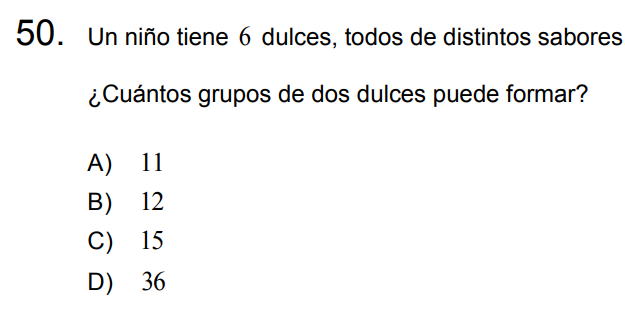 50. Un niño tiene 6 dulces, todos de distintos sabores
¿Cuántos grupos de dos dulces puede formar?
A) 11
B) 12
C) 15
D) 36